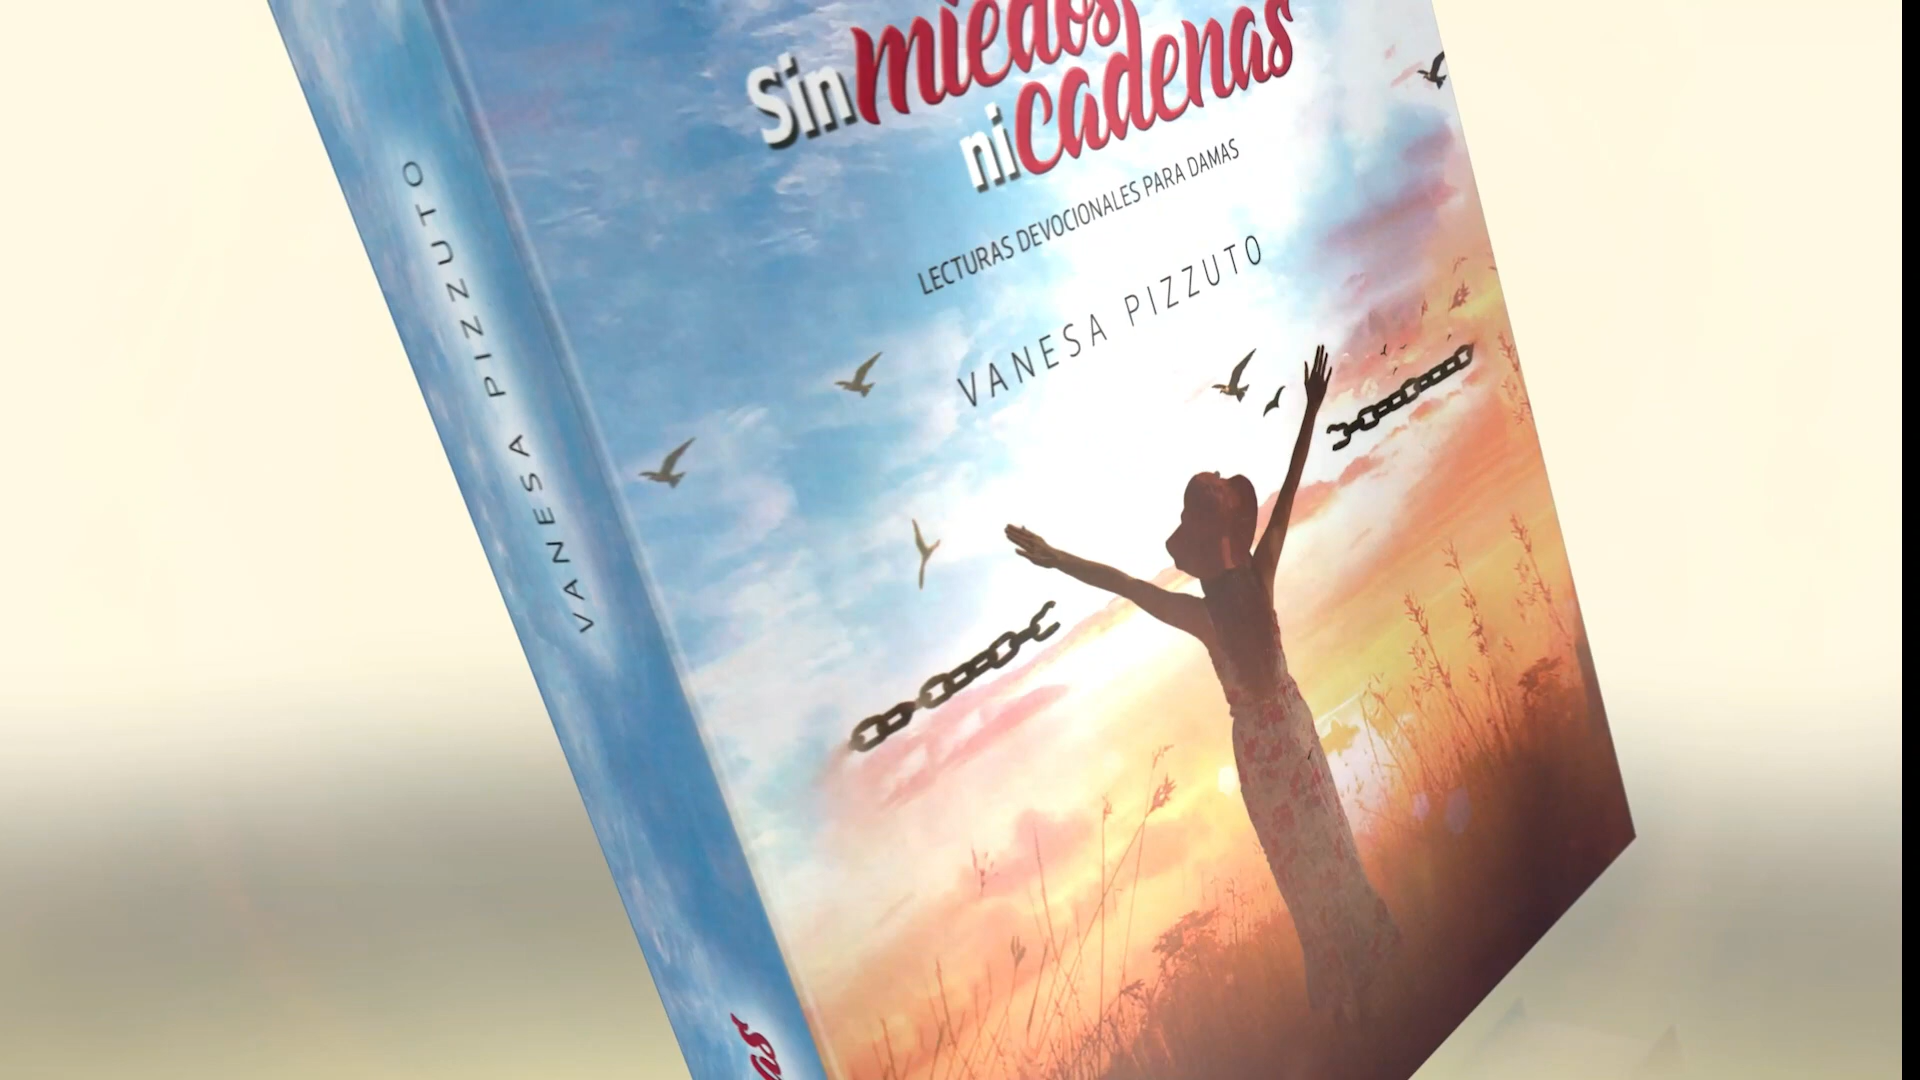 Sin miedos
ni cadenas
LECTURAS DEVOCIONALES PARA DAMAS
VANESA PIZZUTO
VANESA PIZZUTO